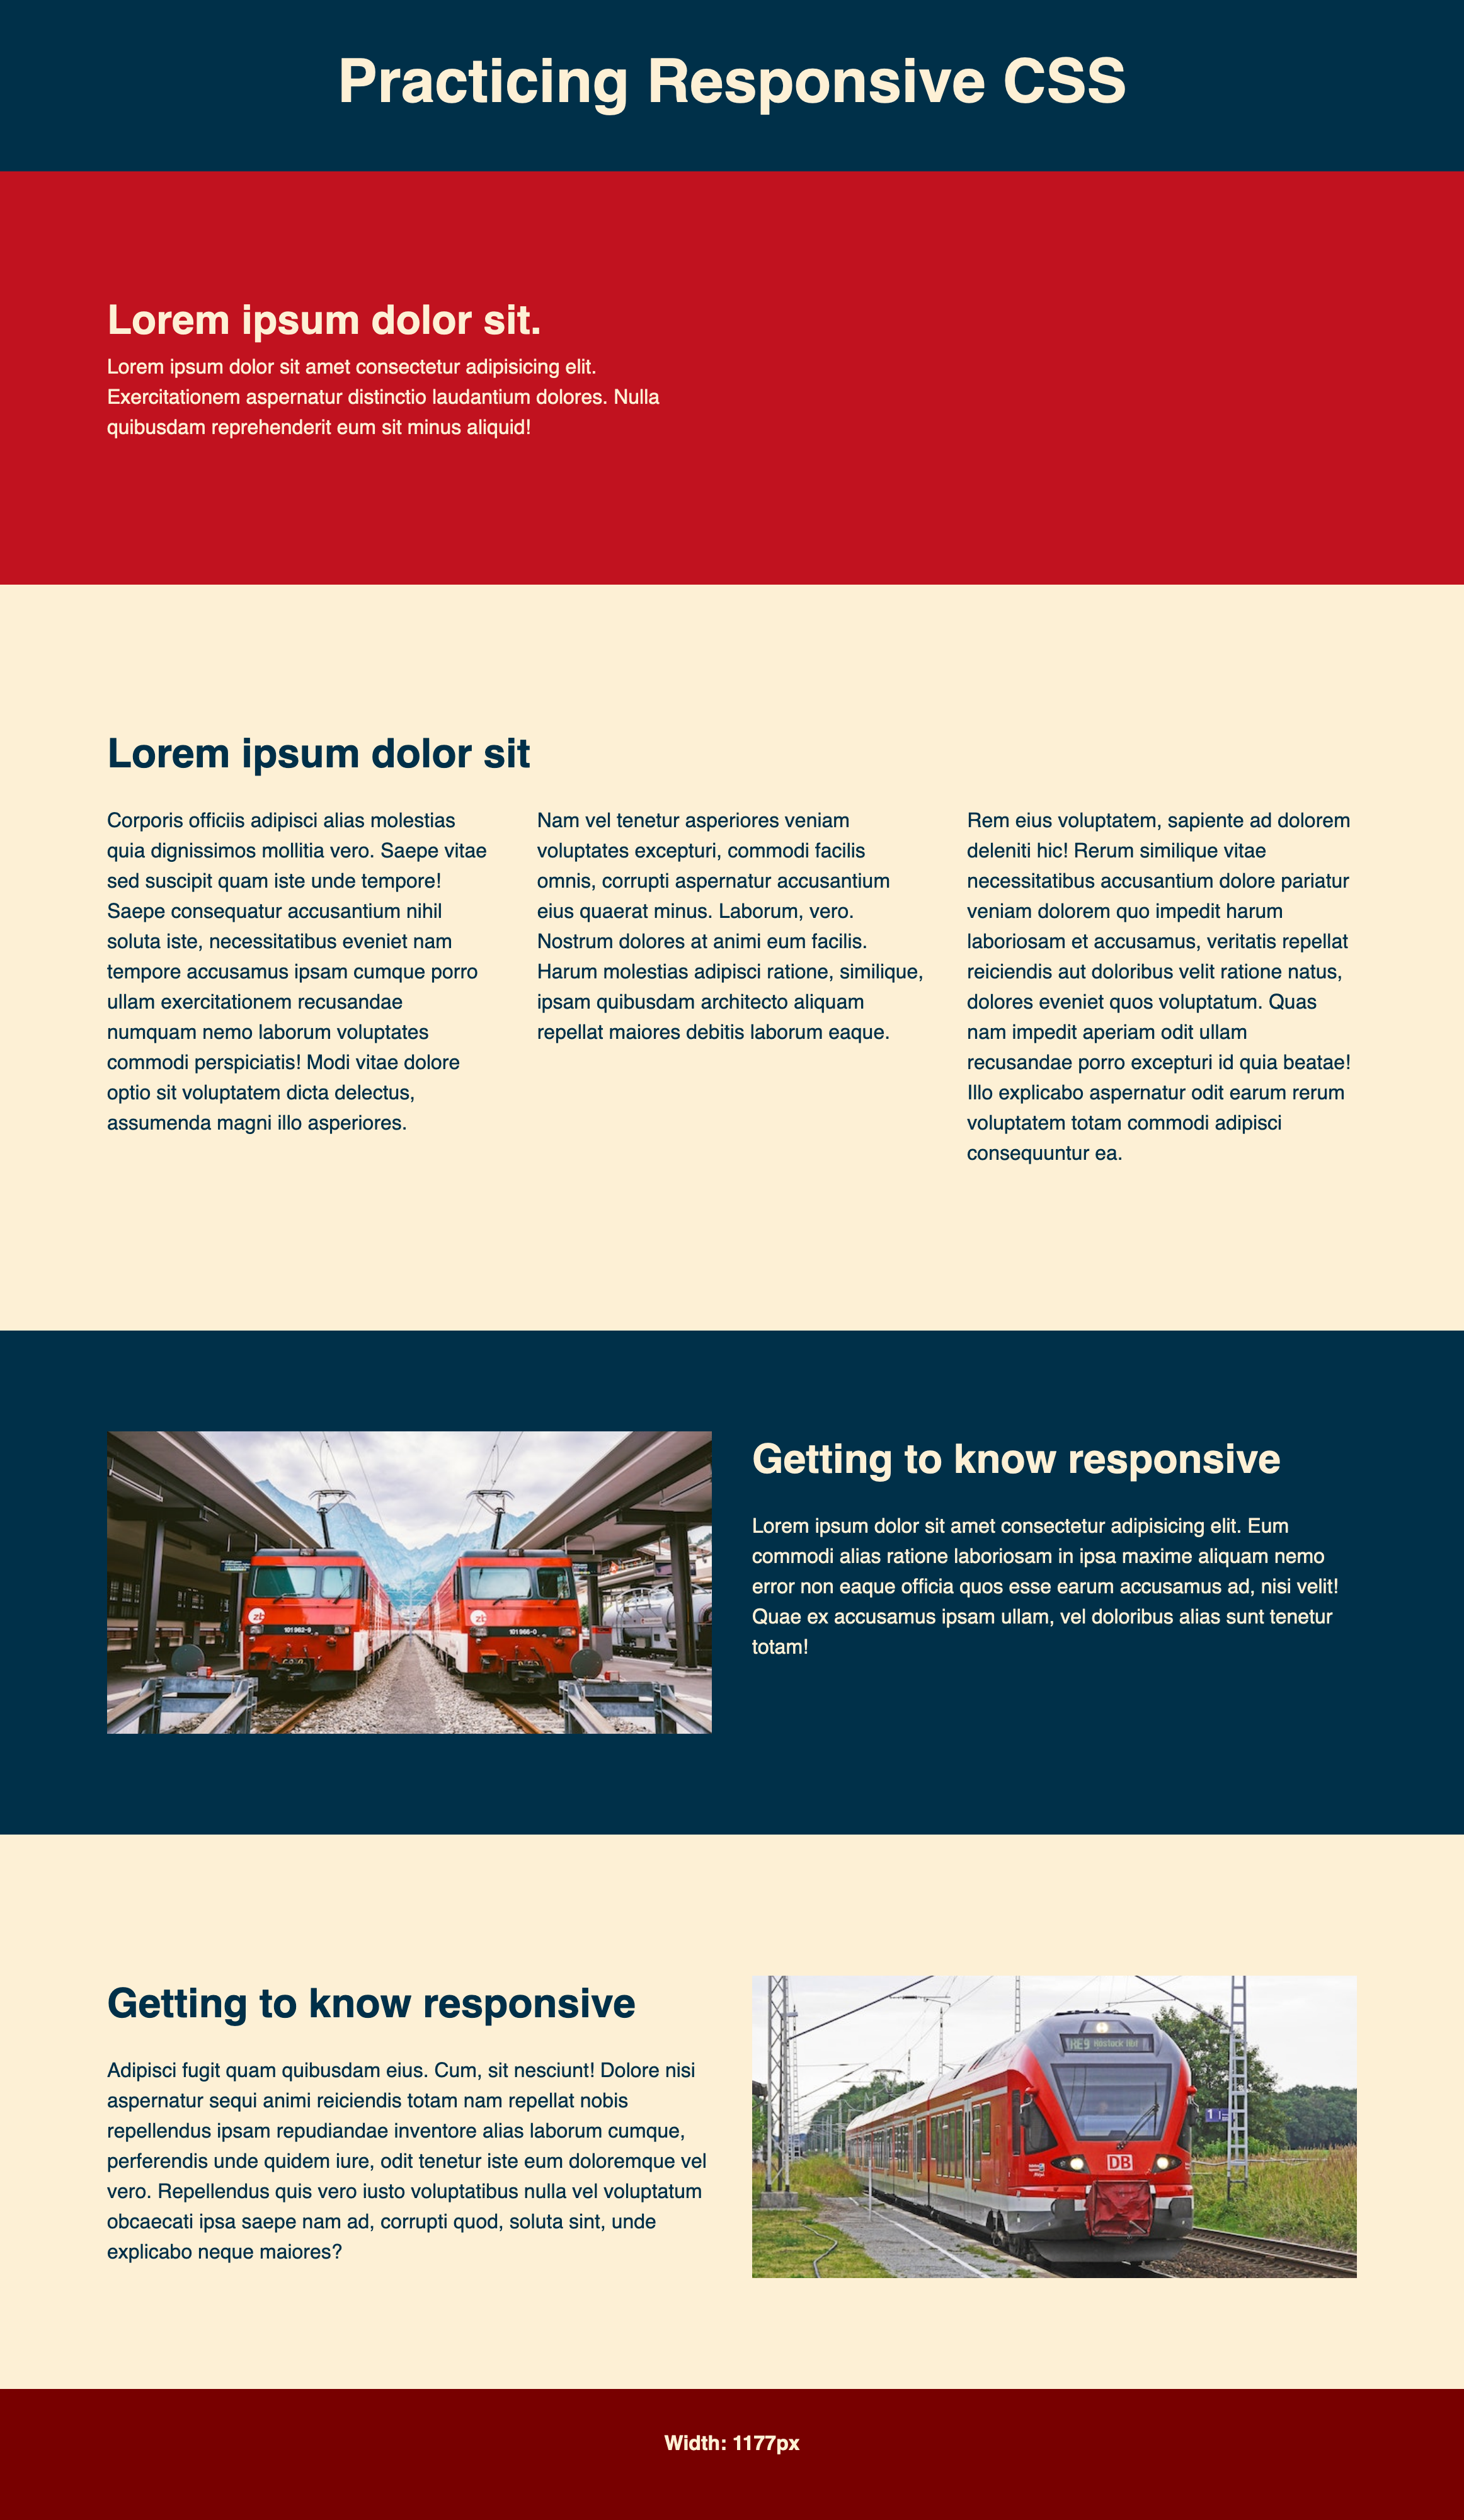 Practicing Responsive CSS
Lorem ipsum dolor sit.
Lorem ipsum dolor sit amet consectetur adipisicing elit.
Exercitationem aspernatur distinctio laudantium dolores. Nulla
quibusdam reprehenderit eum sit minus aliquid!
Lorem ipsum dolor sit
Corporis officiis adipisci alias molestias
quia dignissimos mollitia vero. Saepe vitae
sed suscipit quam iste unde tempore!
Saepe consequatur accusantium nihil
soluta iste, necessitatibus eveniet nam
tempore accusamus ipsam cumque porro
ullam exercitationem recusandae
numquam nemo laborum voluptates
commodi perspiciatis! Modi vitae dolore
optio sit voluptatem dicta delectus,
assumenda magni illo asperiores.
Nam vel tenetur asperiores veniam
voluptates excepturi, commodi facilis
omnis, corrupti aspernatur accusantium
eius quaerat minus. Laborum, vero.
Nostrum dolores at animi eum facilis.
Harum molestias adipisci ratione, similique,
ipsam quibusdam architecto aliquam
repellat maiores debitis laborum eaque.
Rem eius voluptatem, sapiente ad dolorem
deleniti hic! Rerum similique vitae
necessitatibus accusantium dolore pariatur
veniam dolorem quo impedit harum
laboriosam et accusamus, veritatis repellat
reiciendis aut doloribus velit ratione natus,
dolores eveniet quos voluptatum. Quas
nam impedit aperiam odit ullam
recusandae porro excepturi id quia beatae!
Illo explicabo aspernatur odit earum rerum
voluptatem totam commodi adipisci
consequuntur ea.
zb
101 962-6
zb
101 966-0
Getting to know responsive
Lorem ipsum dolor sit amet consectetur adipisicing elit. Eum
commodi alias ratione laboriosam in ipsa maxime aliquam nemo
error non eaque officia quos esse earum accusamus ad, nisi velit!
Quae ex accusamus ipsam ullam, vel doloribus alias sunt tenetur
totam!
Getting to know responsive
Adipisci fugit quam quibusdam eius. Cum, sit nesciunt! Dolore nisi
aspernatur sequi animi reiciendis totam nam repellat nobis
repellendus ipsam repudiandae inventore alias laborum cumque,
perferendis unde quidem iure, odit tenetur iste eum doloremque vel
vero. Repellendus quis vero iusto voluptatibus nulla vel voluptatum
obcaecati ipsa saepe nam ad, corrupti quod, soluta sint, unde
explicabo neque maiores?
RE9 Rostock Hbf
1
DB
Width: 1177px